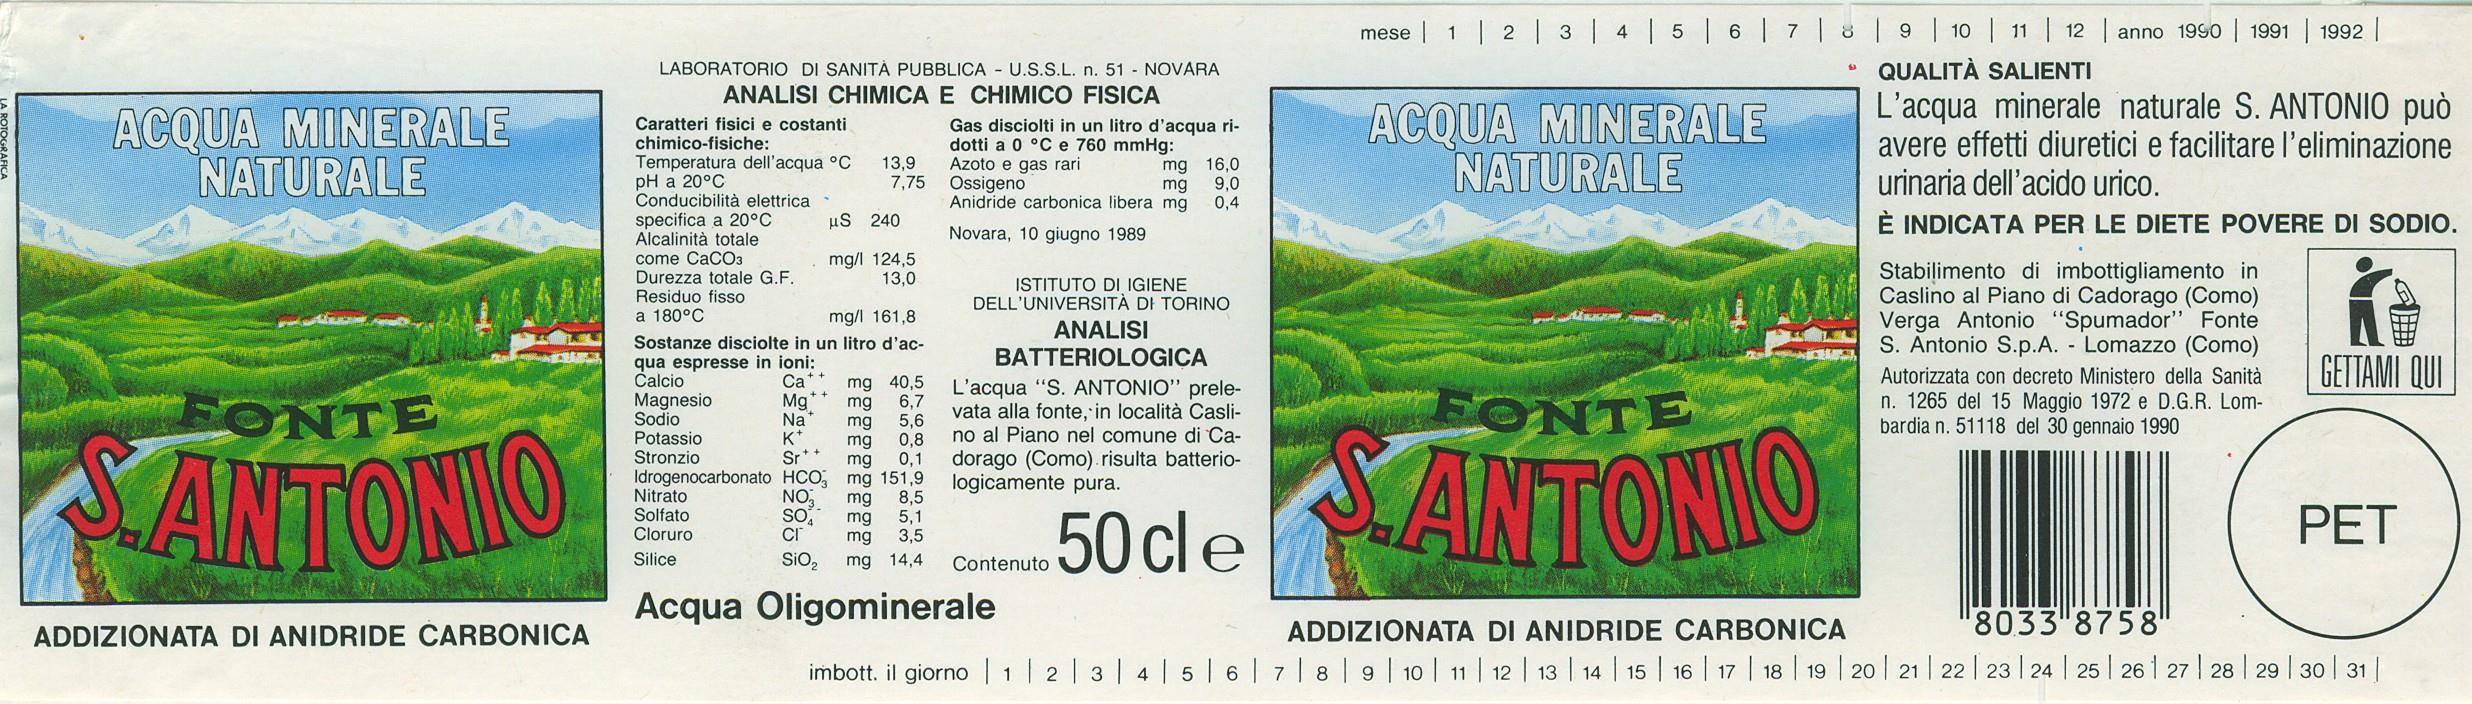 mese | 1 | 2 | 3 | 4 | 5 | 6 | 7 | 8 | 9 | 10 | 11 | 12 | anno 1990 | 1991 | 1992 |
LA ROTOGRAFICA
ACQUA MINERALE
NATURALE
FONTE
S. ANTONIO
ADDIZIONATA DI ANIDRIDE CARBONICA
LABORATORIO DI SANITÀ PUBBLICA - U.S.S.L. n. 51 - NOVARA
ANALISI CHIMICA E CHIMICO FISICA
Caratteri fisici e costanti
chimico-fisiche:
Temperatura dell'acqua °C 13,9
pH a 20°C 7,75
Conducibilità elettrica
specifica a 20°C µS 240
Alcalinità totale
come CaCO₃ mg/l 124,5
Durezza totale G.F. 13,0
Residuo fisso
a 180°C mg/l 161,8
Sostanze disciolte in un litro d'ac-
qua espresse in ioni:
Calcio Ca⁺⁺ mg 40,5
Magnesio Mg⁺⁺ mg 6,7
Sodio Na⁺ mg 5,6
Potassio K⁺ mg 0,8
Stronzio Sr⁺⁺ mg 0,1
Idrogenocarbonato HCO₃⁻ mg 151,9
Nitrato NO₃⁻ mg 8,5
Solfato SO₄⁻⁻ mg 5,1
Cloruro Cl⁻ mg 3,5
Silice SiO₂ mg 14,4
Acqua Oligominerale
Gas disciolti in un litro d'acqua ri-
dotti a 0 °C e 760 mmHg:
Azoto e gas rari mg 16,0
Ossigeno mg 9,0
Anidride carbonica libera mg 0,4
Novara, 10 giugno 1989
ISTITUTO DI IGIENE
DELL'UNIVERSITÀ DI TORINO
ANALISI
BATTERIOLOGICA
L'acqua "S. ANTONIO" prele-
vata alla fonte, in località Casli-
no al Piano nel comune di Ca-
dorago (Como) risulta batterio-
logicamente pura.
Contenuto 50 cl e
ACQUA MINERALE
NATURALE
FONTE
S. ANTONIO
ADDIZIONATA DI ANIDRIDE CARBONICA
QUALITÀ SALIENTI
L'acqua minerale naturale S. ANTONIO può
avere effetti diuretici e facilitare l'eliminazione
urinaria dell'acido urico.
È INDICATA PER LE DIETE POVERE DI SODIO.
Stabilimento di imbottigliamento in
Caslino al Piano di Cadorago (Como)
Verga Antonio "Spumador" Fonte
S. Antonio S.p.A. - Lomazzo (Como)
Autorizzata con decreto Ministero della Sanità
n. 1265 del 15 Maggio 1972 e D.G.R. Lom-
bardia n. 51118 del 30 gennaio 1990
GETTAMI QUI
PET
8033 8758
imbott. il giorno | 1 | 2 | 3 | 4 | 5 | 6 | 7 | 8 | 9 | 10 | 11 | 12 | 13 | 14 | 15 | 16 | 17 | 18 | 19 | 20 | 21 | 22 | 23 | 24 | 25 | 26 | 27 | 28 | 29 | 30 | 31 |